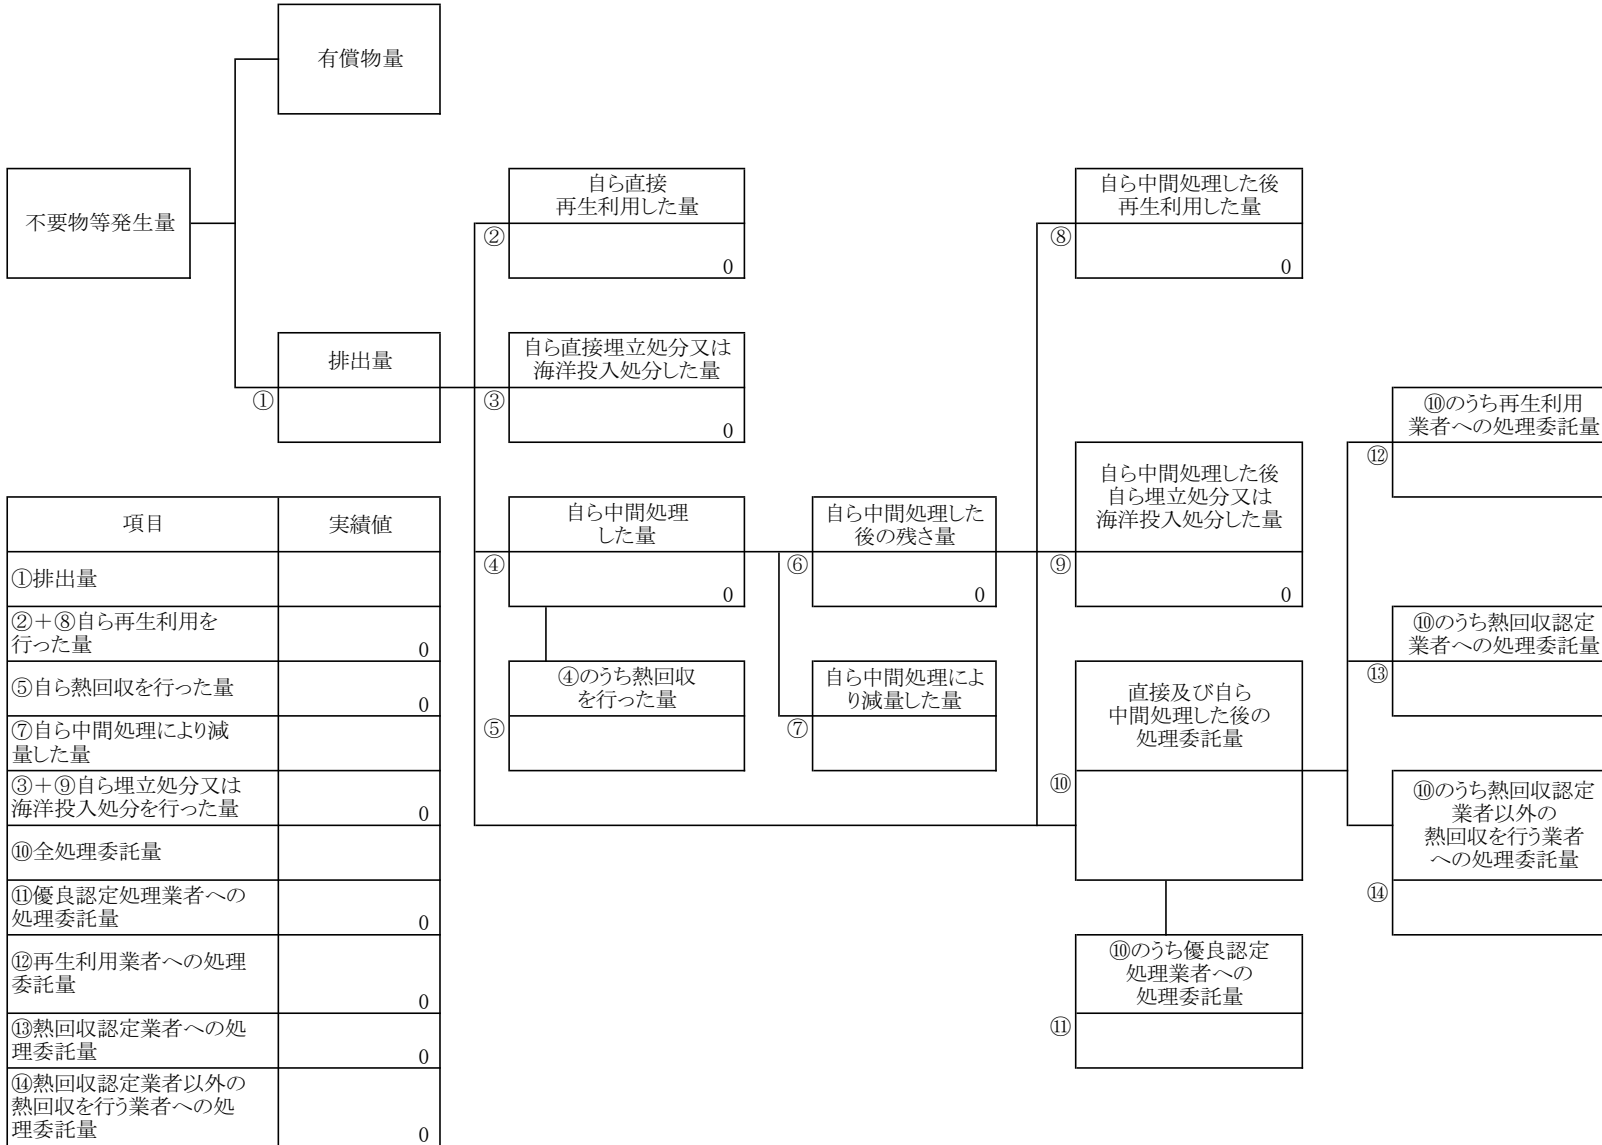 有償物量
不要物等発生量
自ら直接
再生利用した量
②
0
自ら中間処理した後
再生利用した量
⑧
0
排出量
①
自ら直接埋立処分又は
海洋投入処分した量
③
0
⑩のうち再生利用
業者への処理委託量
⑫
自ら中間処理
した量
④
0
自ら中間処理した
後の残さ量
⑥
0
自ら中間処理した後
自ら埋立処分又は
海洋投入処分した量
⑨
0
⑩のうち熱回収認定
業者への処理委託量
⑬
④のうち熱回収
を行った量
⑤
自ら中間処理によ
り減量した量
⑦
直接及び自ら
中間処理した後の
処理委託量
⑩
⑩のうち熱回収認定
業者以外の
熱回収を行う業者
への処理委託量
⑭
⑩のうち優良認定
処理業者への
処理委託量
⑪
項目 実績値
①排出量
②＋⑧自ら再生利用を
行った量 0
⑤自ら熱回収を行った量 0
⑦自ら中間処理により減
量した量
③＋⑨自ら埋立処分又は
海洋投入処分を行った量 0
⑩全処理委託量
⑪優良認定処理業者への
処理委託量 0
⑫再生利用業者への処理
委託量 0
⑬熱回収認定業者への処
理委託量 0
⑭熱回収認定業者以外の
熱回収を行う業者への処
理委託量 0